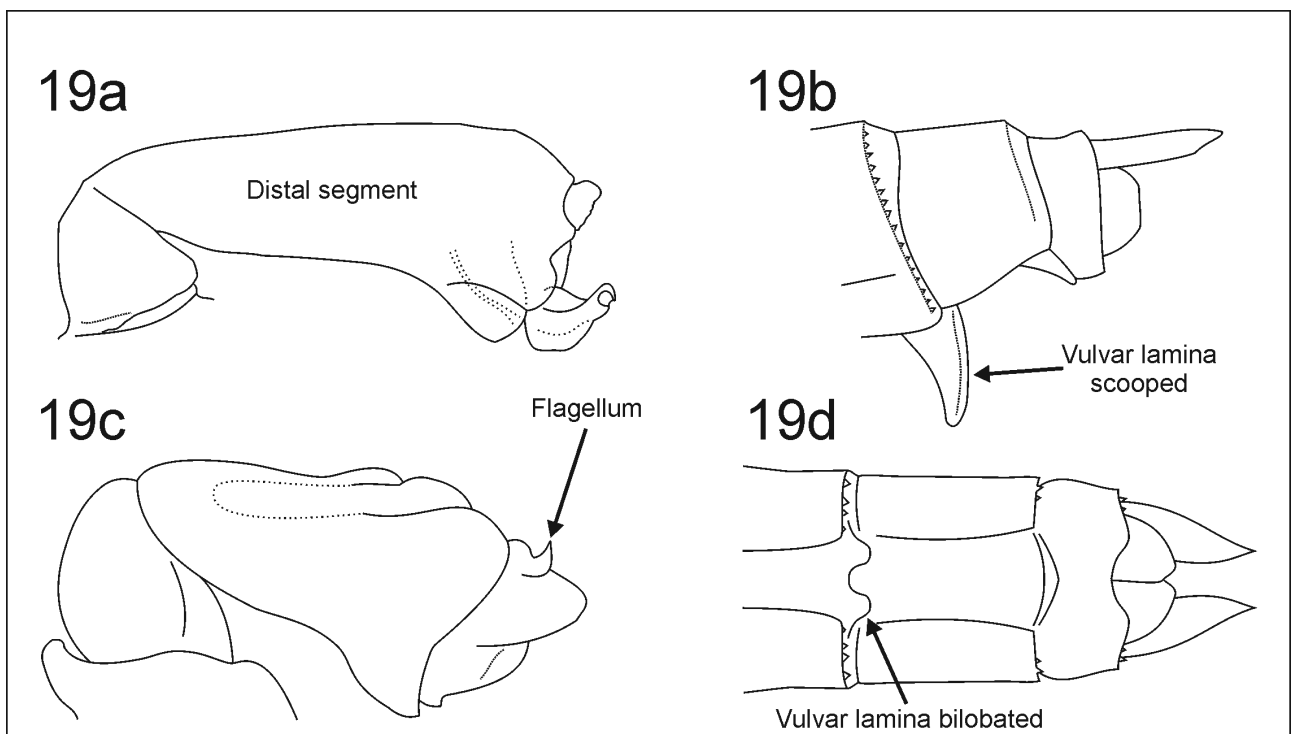 19a
Distal segment
19b
Vulvar lamina
scooped
19c
Flagellum
19d
Vulvar lamina bilobated